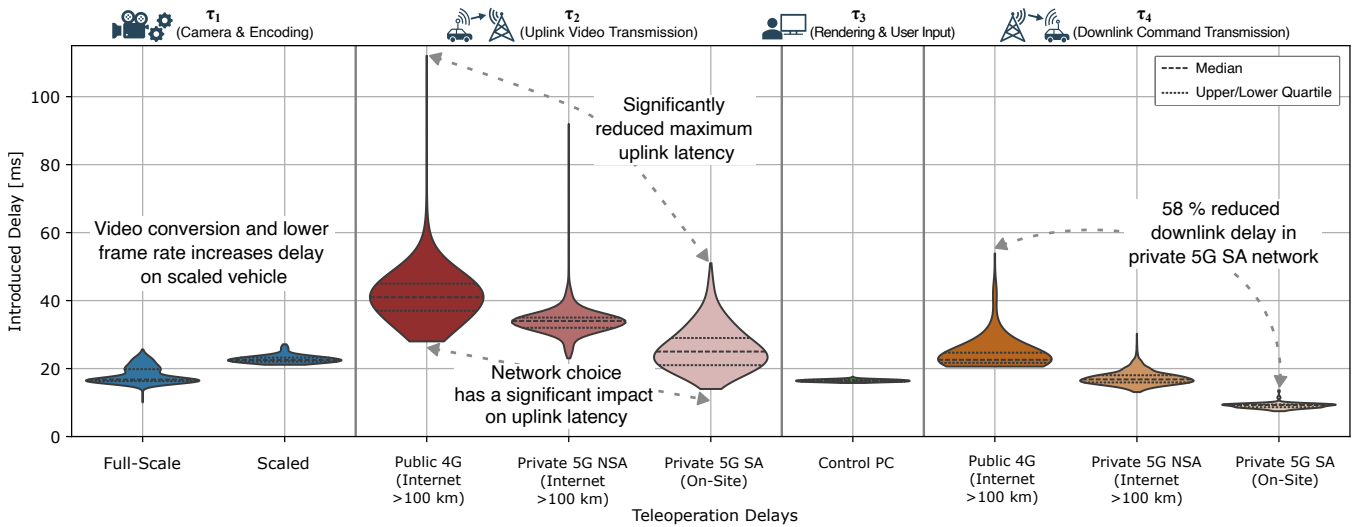 τ1
(Camera & Encoding)
τ2
(Uplink Video Transmission)
τ3
(Rendering & User Input)
τ4
(Downlink Command Transmission)
Introduced Delay [ms]
100
80
60
40
20
0
Median
Upper/Lower Quartile
Significantly
reduced maximum
uplink latency
Video conversion and lower
frame rate increases delay
on scaled vehicle
58 % reduced
downlink delay in
private 5G SA network
Network choice
has a significant impact
on uplink latency
Full-Scale
Scaled
Public 4G
(Internet
>100 km)
Private 5G NSA
(Internet
>100 km)
Private 5G SA
(On-Site)
Control PC
Public 4G
(Internet
>100 km)
Private 5G NSA
(Internet
>100 km)
Private 5G SA
(On-Site)
Teleoperation Delays